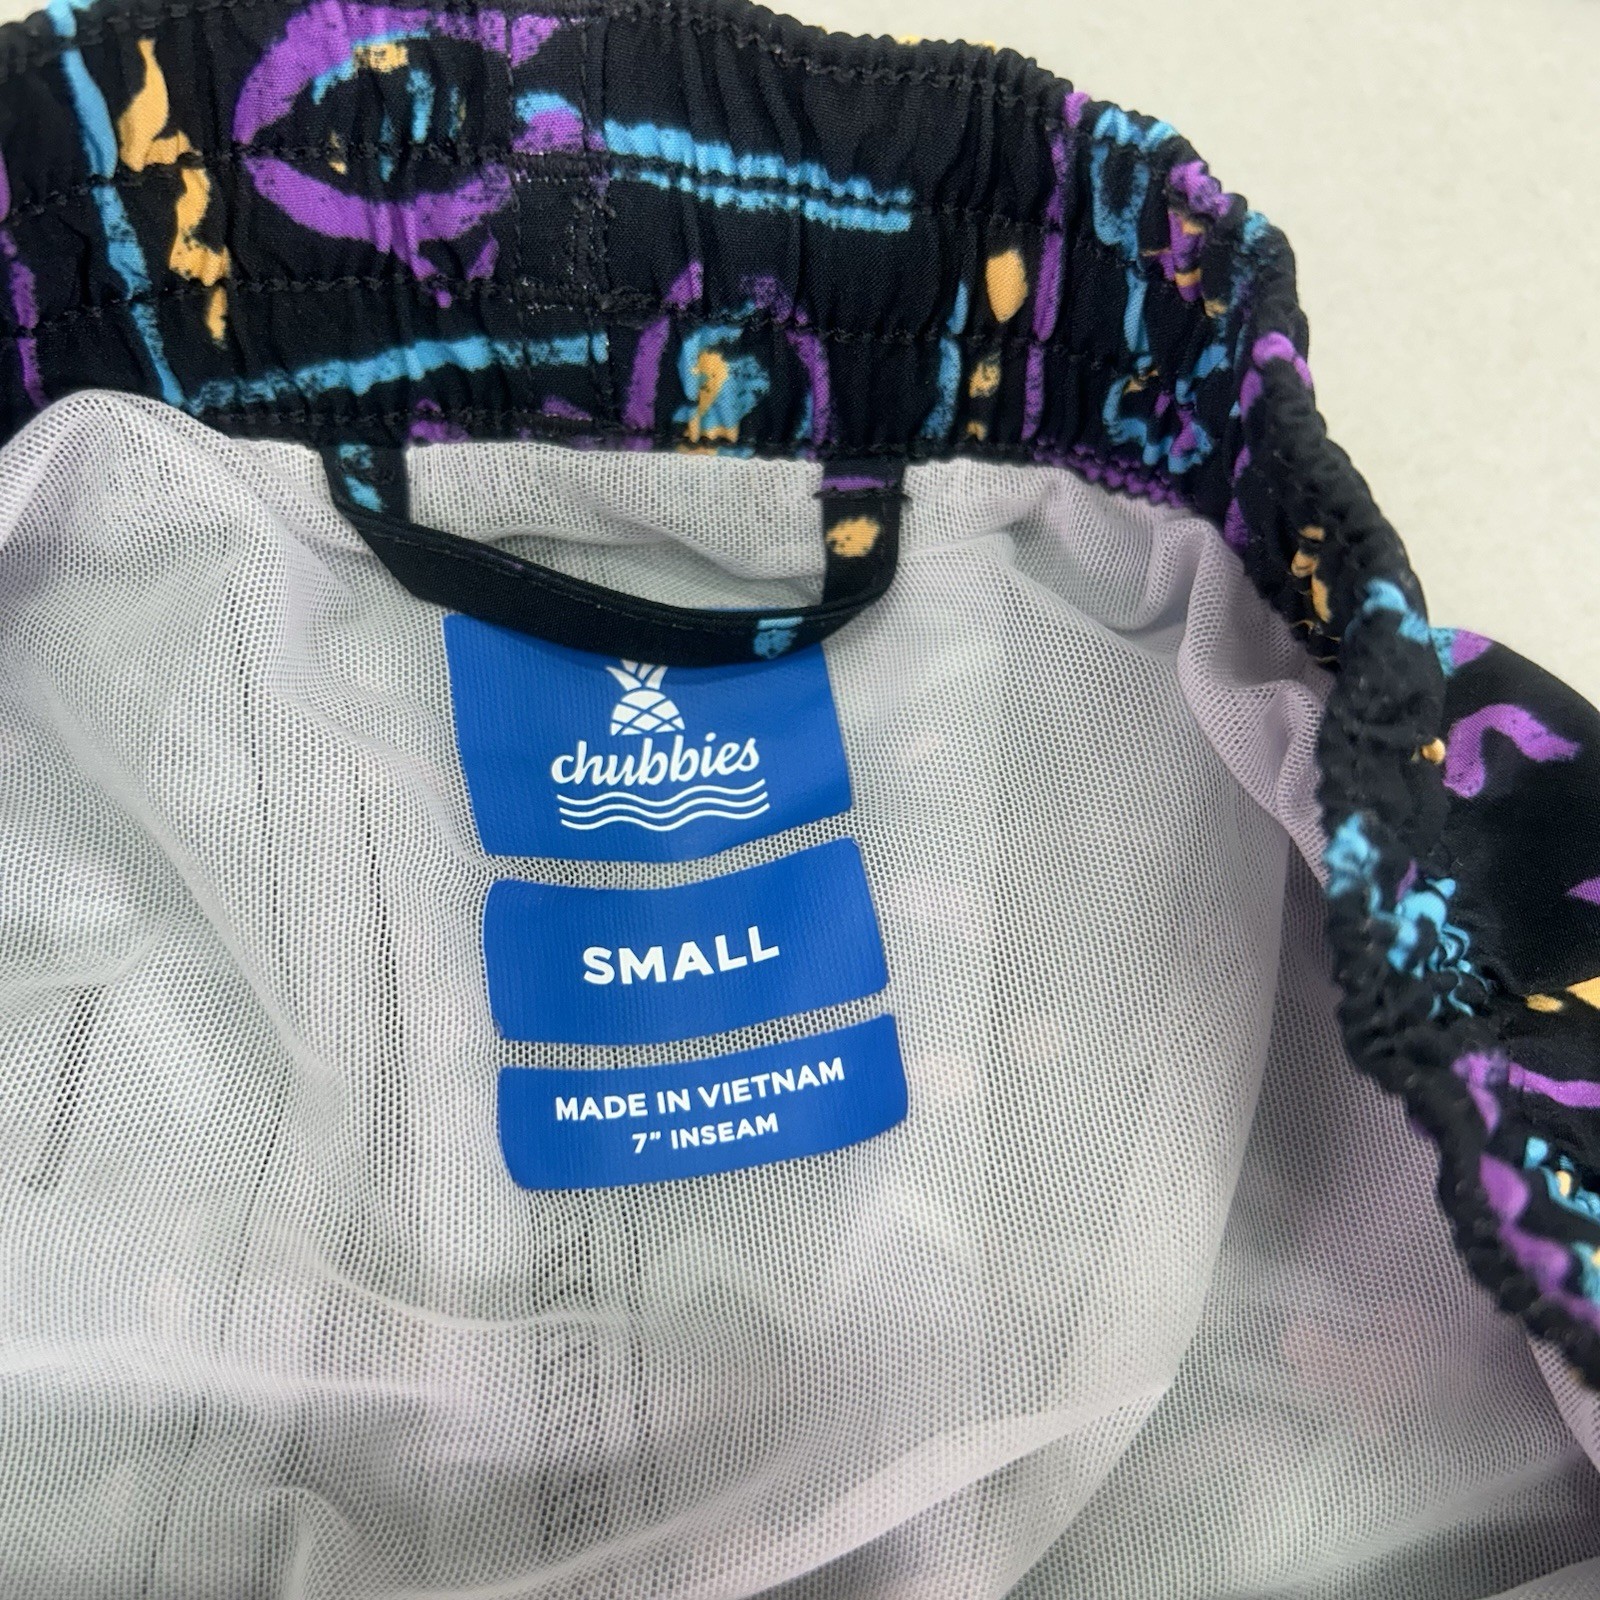 chubbies
SMALL
MADE IN VIETNAM
7" INSEAM